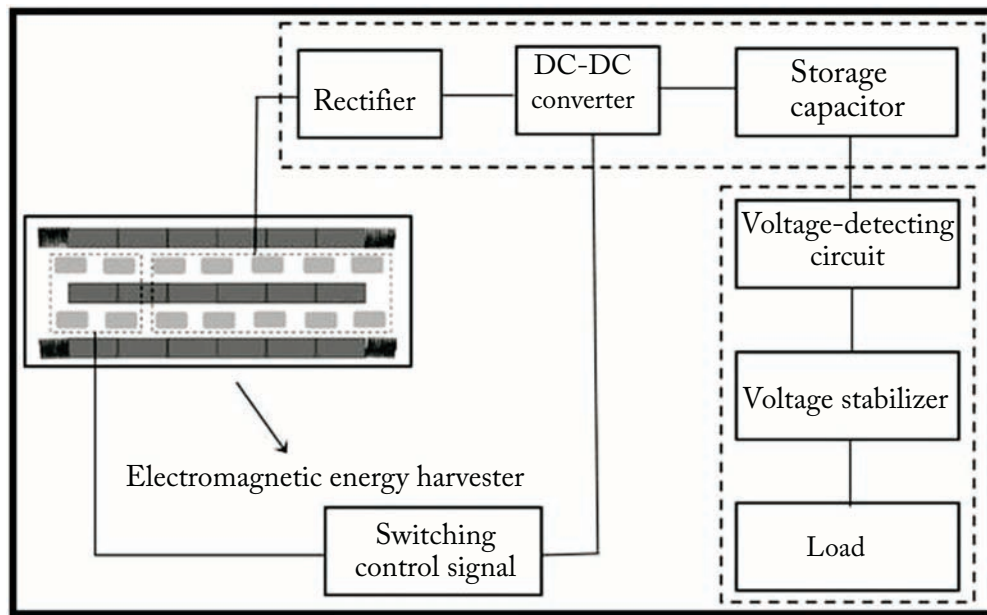 Rectifier
DC-DC
converter
Storage
capacitor
Voltage-detecting
circuit
Voltage stabilizer
Load
Electromagnetic energy harvester
Switching
control signal